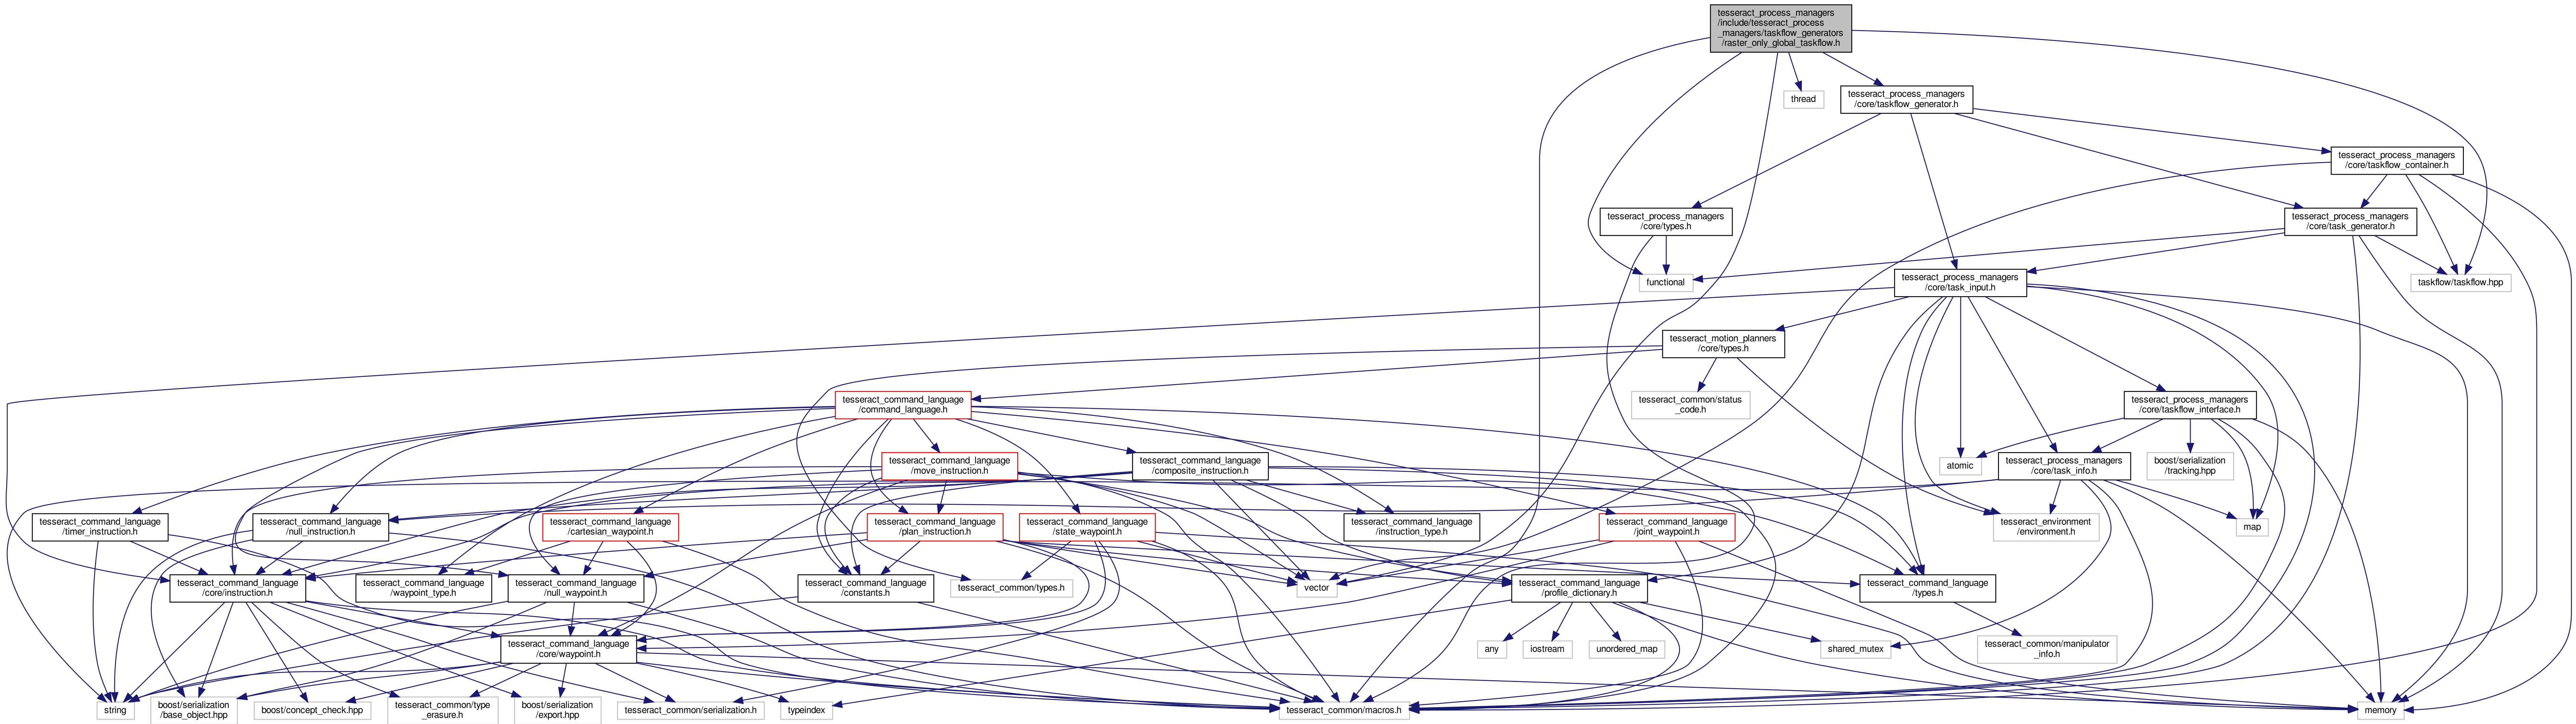 tesseract_process_managers
/include/tesseract_process
_managers/taskflow_generators
/raster_only_global_taskflow.h
thread
tesseract_process_managers
/core/taskflow_generator.h
tesseract_process_managers
/core/taskflow_container.h
tesseract_process_managers
/core/types.h
tesseract_process_managers
/core/task_generator.h
functional
tesseract_process_managers
/core/task_input.h
taskflow/taskflow.hpp
tesseract_motion_planners
/core/types.h
tesseract_command_language
/command_language.h
tesseract_common/status
_code.h
tesseract_process_managers
/core/taskflow_interface.h
tesseract_command_language
/move_instruction.h
tesseract_command_language
/composite_instruction.h
atomic
tesseract_process_managers
/core/task_info.h
boost/serialization
/tracking.hpp
tesseract_command_language
/timer_instruction.h
tesseract_command_language
/null_instruction.h
tesseract_command_language
/cartesian_waypoint.h
tesseract_command_language
/plan_instruction.h
tesseract_command_language
/state_waypoint.h
tesseract_command_language
/instruction_type.h
tesseract_command_language
/joint_waypoint.h
tesseract_environment
/environment.h
map
tesseract_command_language
/core/instruction.h
tesseract_command_language
/waypoint_type.h
tesseract_command_language
/null_waypoint.h
tesseract_command_language
/constants.h
tesseract_common/types.h
vector
tesseract_command_language
/profile_dictionary.h
tesseract_command_language
/types.h
tesseract_command_language
/core/waypoint.h
any
iostream
unordered_map
shared_mutex
tesseract_common/manipulator
_info.h
string
boost/serialization
/base_object.hpp
boost/concept_check.hpp
tesseract_common/type
_erasure.h
boost/serialization
/export.hpp
tesseract_common/serialization.h
typeindex
tesseract_common/macros.h
memory